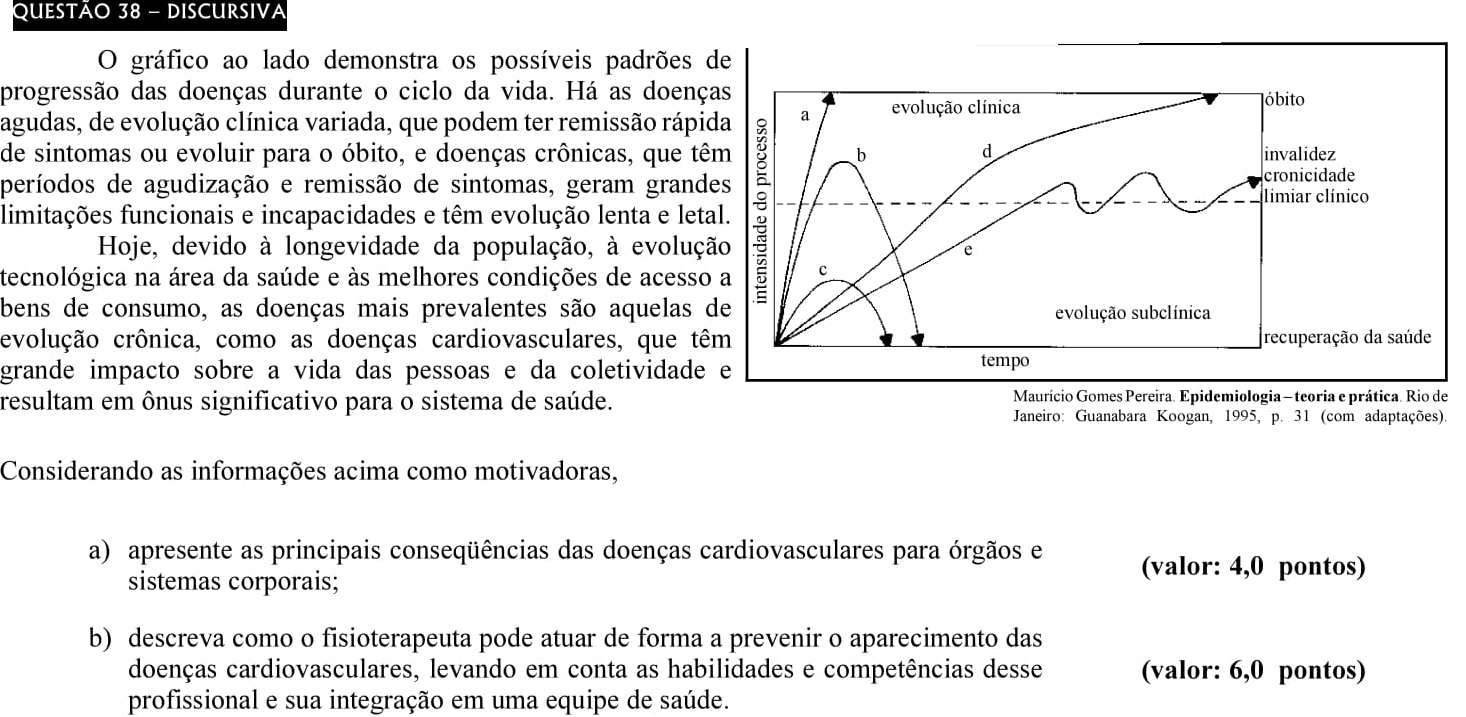 QUESTÃO 38 – DISCURSIVA
O gráfico ao lado demonstra os possíveis padrões de
progressão das doenças durante o ciclo da vida. Há as doenças
agudas, de evolução clínica variada, que podem ter remissão rápida
de sintomas ou evoluir para o óbito, e doenças crônicas, que têm
períodos de agudização e remissão de sintomas, geram grandes
limitações funcionais e incapacidades e têm evolução lenta e letal.
Hoje, devido à longevidade da população, à evolução
tecnológica na área da saúde e às melhores condições de acesso a
bens de consumo, as doenças mais prevalentes são aquelas de
evolução crônica, como as doenças cardiovasculares, que têm
grande impacto sobre a vida das pessoas e da coletividade e
resultam em ônus significativo para o sistema de saúde.
intensidade do processo
a
evolução clínica
b
d
c
e
evolução subclínica
óbito
invalidez
cronicidade
limiar clínico
recuperação da saúde
tempo
Maurício Gomes Pereira. Epidemiologia – teoria e prática. Rio de
Janeiro: Guanabara Koogan, 1995, p. 31 (com adaptações).
Considerando as informações acima como motivadoras,
a) apresente as principais conseqüências das doenças cardiovasculares para órgãos e
sistemas corporais;
(valor: 4,0 pontos)
b) descreva como o fisioterapeuta pode atuar de forma a prevenir o aparecimento das
doenças cardiovasculares, levando em conta as habilidades e competências desse
profissional e sua integração em uma equipe de saúde.
(valor: 6,0 pontos)